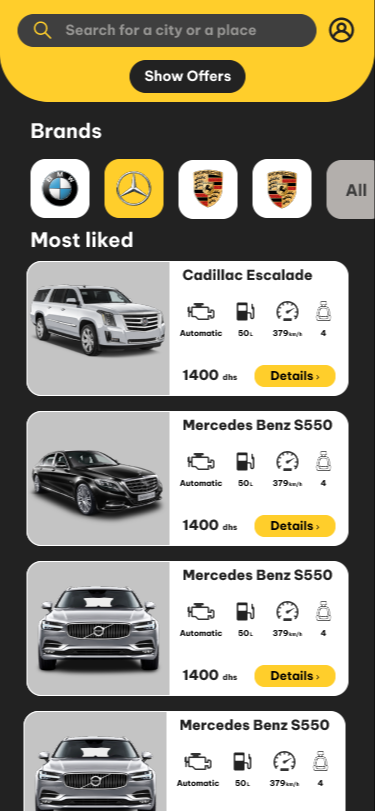 Search for a city or a place
Show Offers
Brands
BMW
All
Most liked
Cadillac Escalade
Automatic 50L 379km/h 4
1400 dhs Details ›
Mercedes Benz S550
Automatic 50L 379km/h 4
1400 dhs Details ›
Mercedes Benz S550
Automatic 50L 379km/h 4
1400 dhs Details ›
Mercedes Benz S550
Automatic 50L 379km/h 4